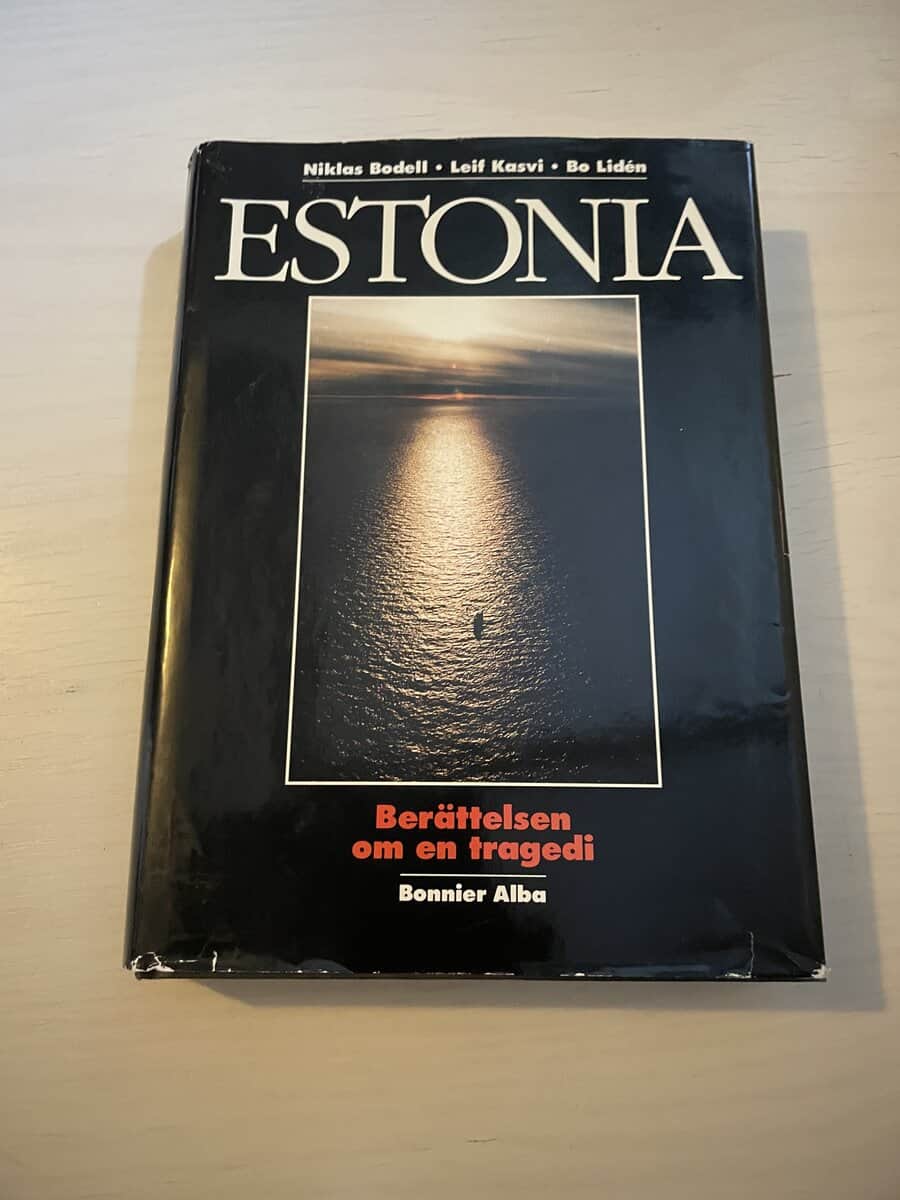 Niklas Bodell • Leif Kasvi • Bo Lidén
ESTONIA
Berättelsen
om en tragedi
Bonnier Alba